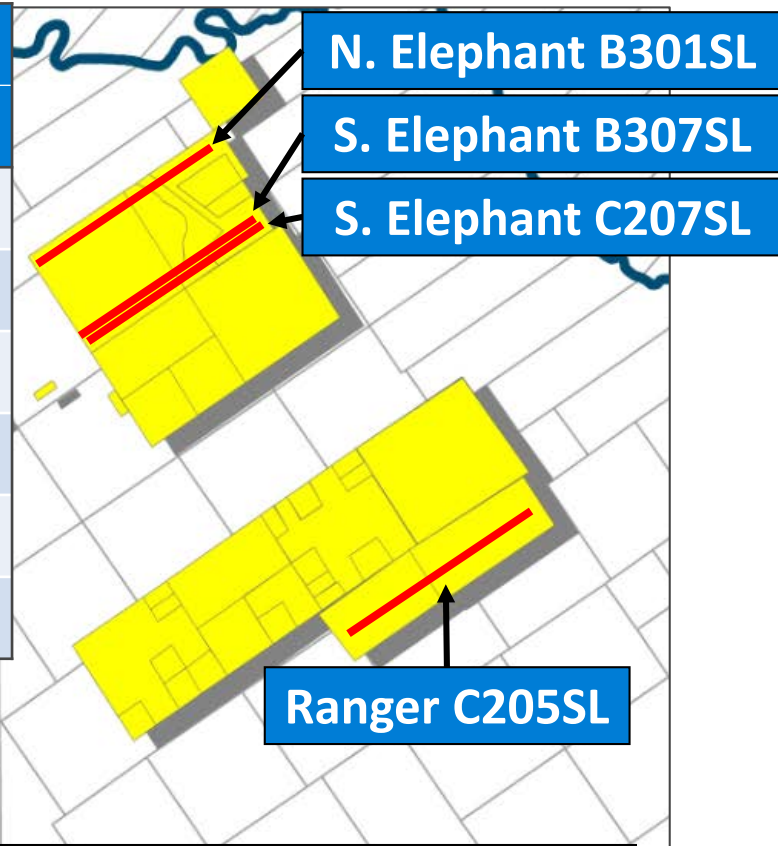 N. Elephant B301SL
S. Elephant B307SL
S. Elephant C207SL
Ranger C205SL